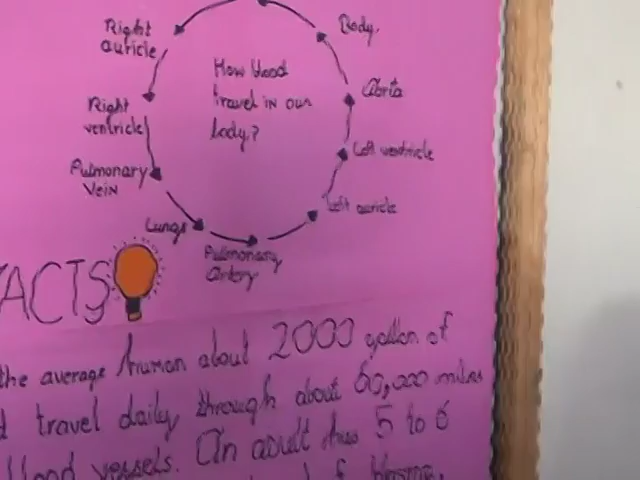 Right
auricle
Body.
How blood
travel in our
body?
Aorta
Right
ventricle
Left ventricle
Pulmonary
Vein
Left auricle
Lungs
Pulmonary
artery
ACTS
the average human about 2000 gallon of
travel daily through about 60,000 miles
blood vessels. An adult has 5 to 6
of plasma,